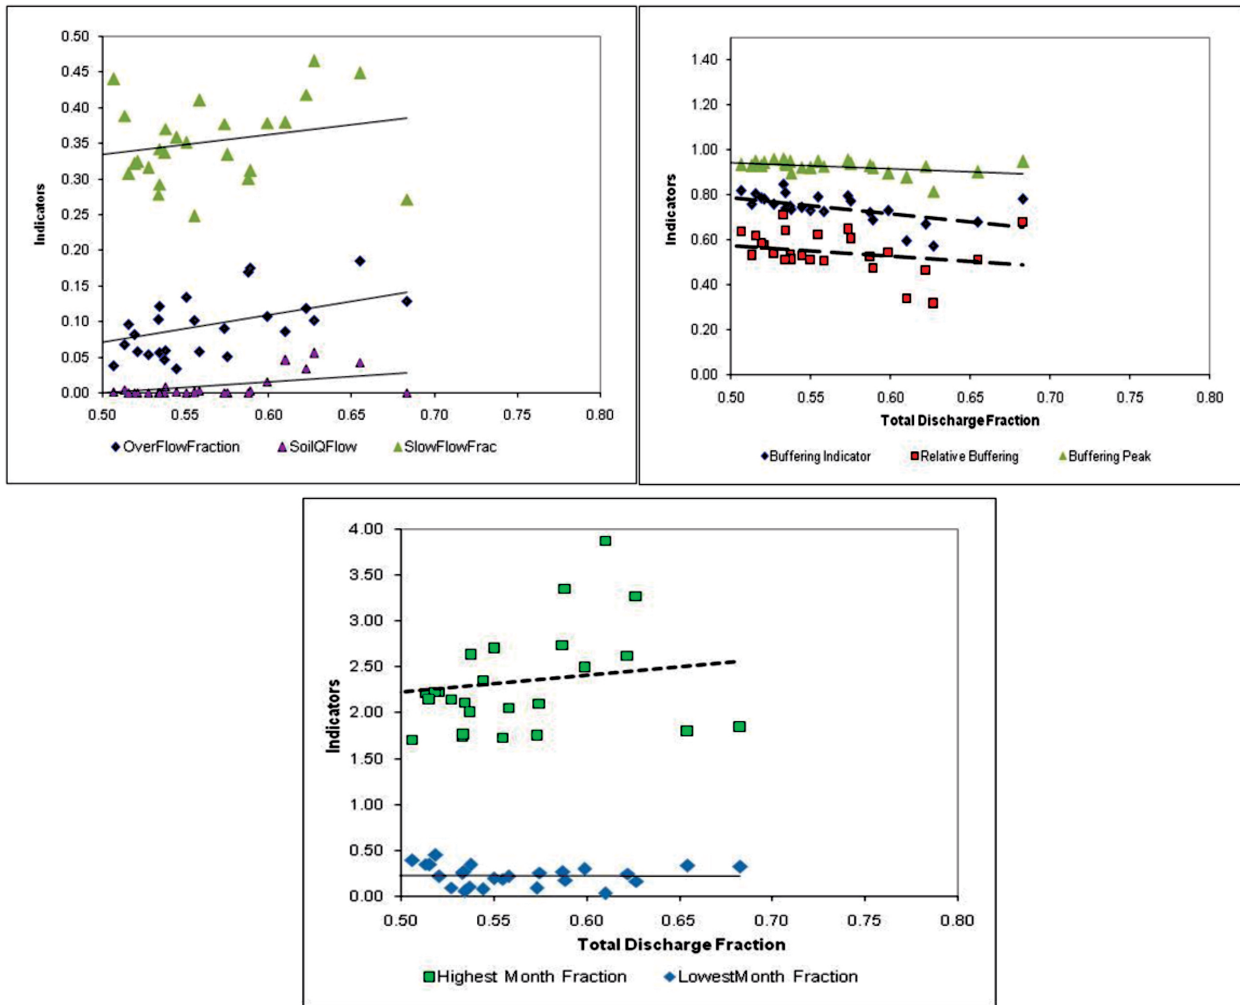 0.50
0.45
0.40
0.35
0.30
0.25
0.20
0.15
0.10
0.05
0.00
Indicators
0.50 0.55 0.60 0.65 0.70 0.75 0.80
OverFlowFraction SoilQFlow SlowFlowFrac
1.40
1.20
1.00
0.80
0.60
0.40
0.20
0.00
Indicators
0.50 0.55 0.60 0.65 0.70 0.75 0.80
Total Discharge Fraction
Buffering Indicator Relative Buffering Buffering Peak
4.00
3.50
3.00
2.50
2.00
1.50
1.00
0.50
0.00
Indicators
0.50 0.55 0.60 0.65 0.70 0.80
Total Discharge Fraction
Highest Month Fraction LowestMonth Fraction